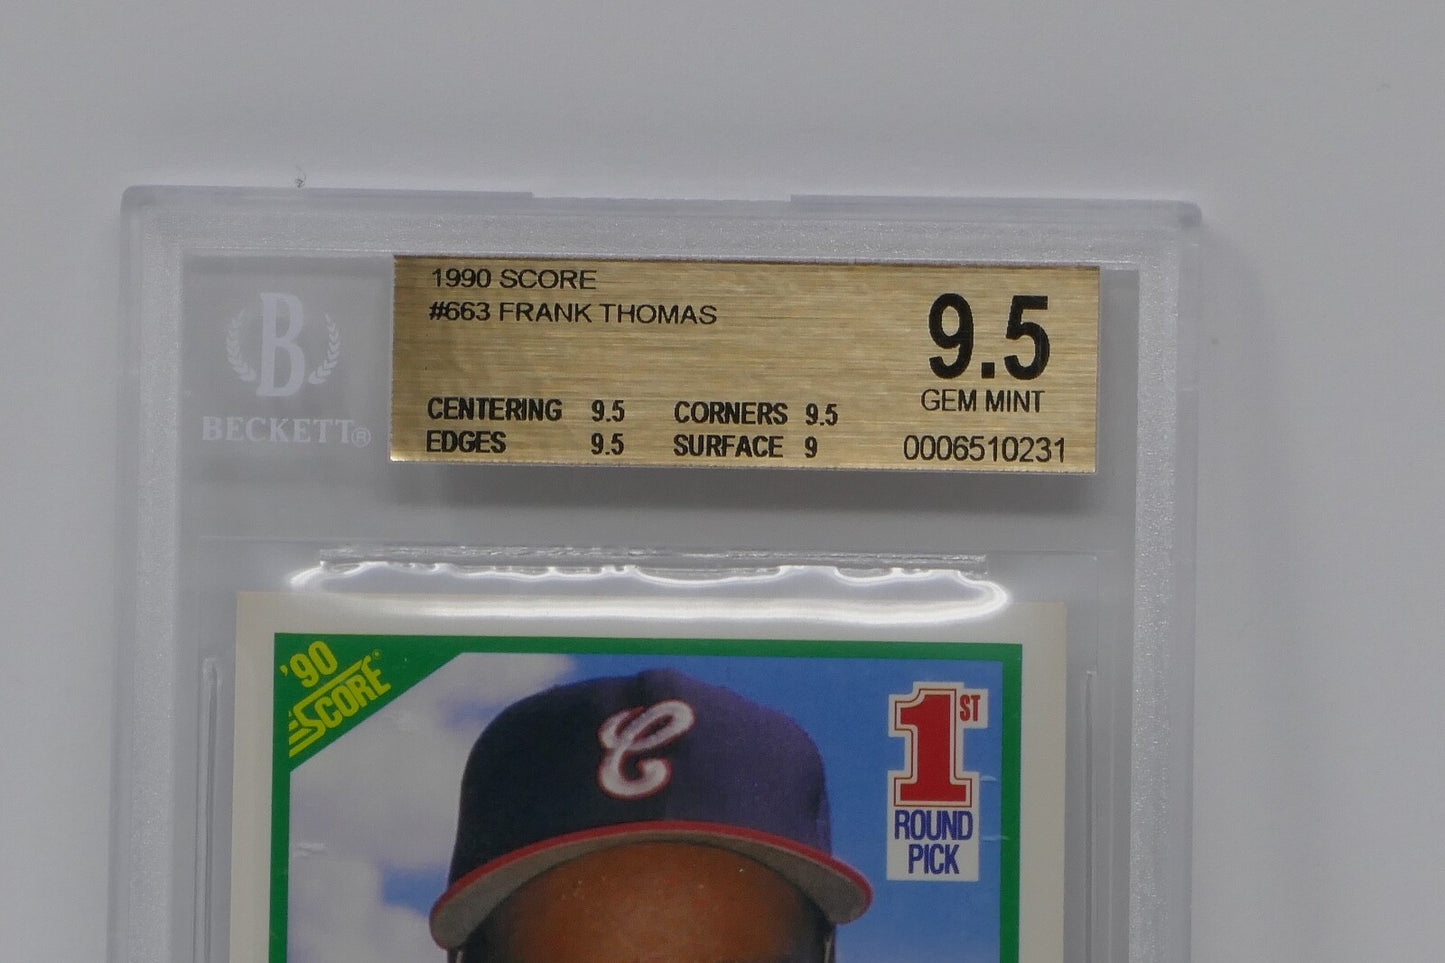 1990 SCORE
#663 FRANK THOMAS
9.5
GEM MINT
CENTERING 9.5 CORNERS 9.5
EDGES 9.5 SURFACE 9
0006510231
B
BECKETT®
'90
SCORE
C
1ST
ROUND
PICK